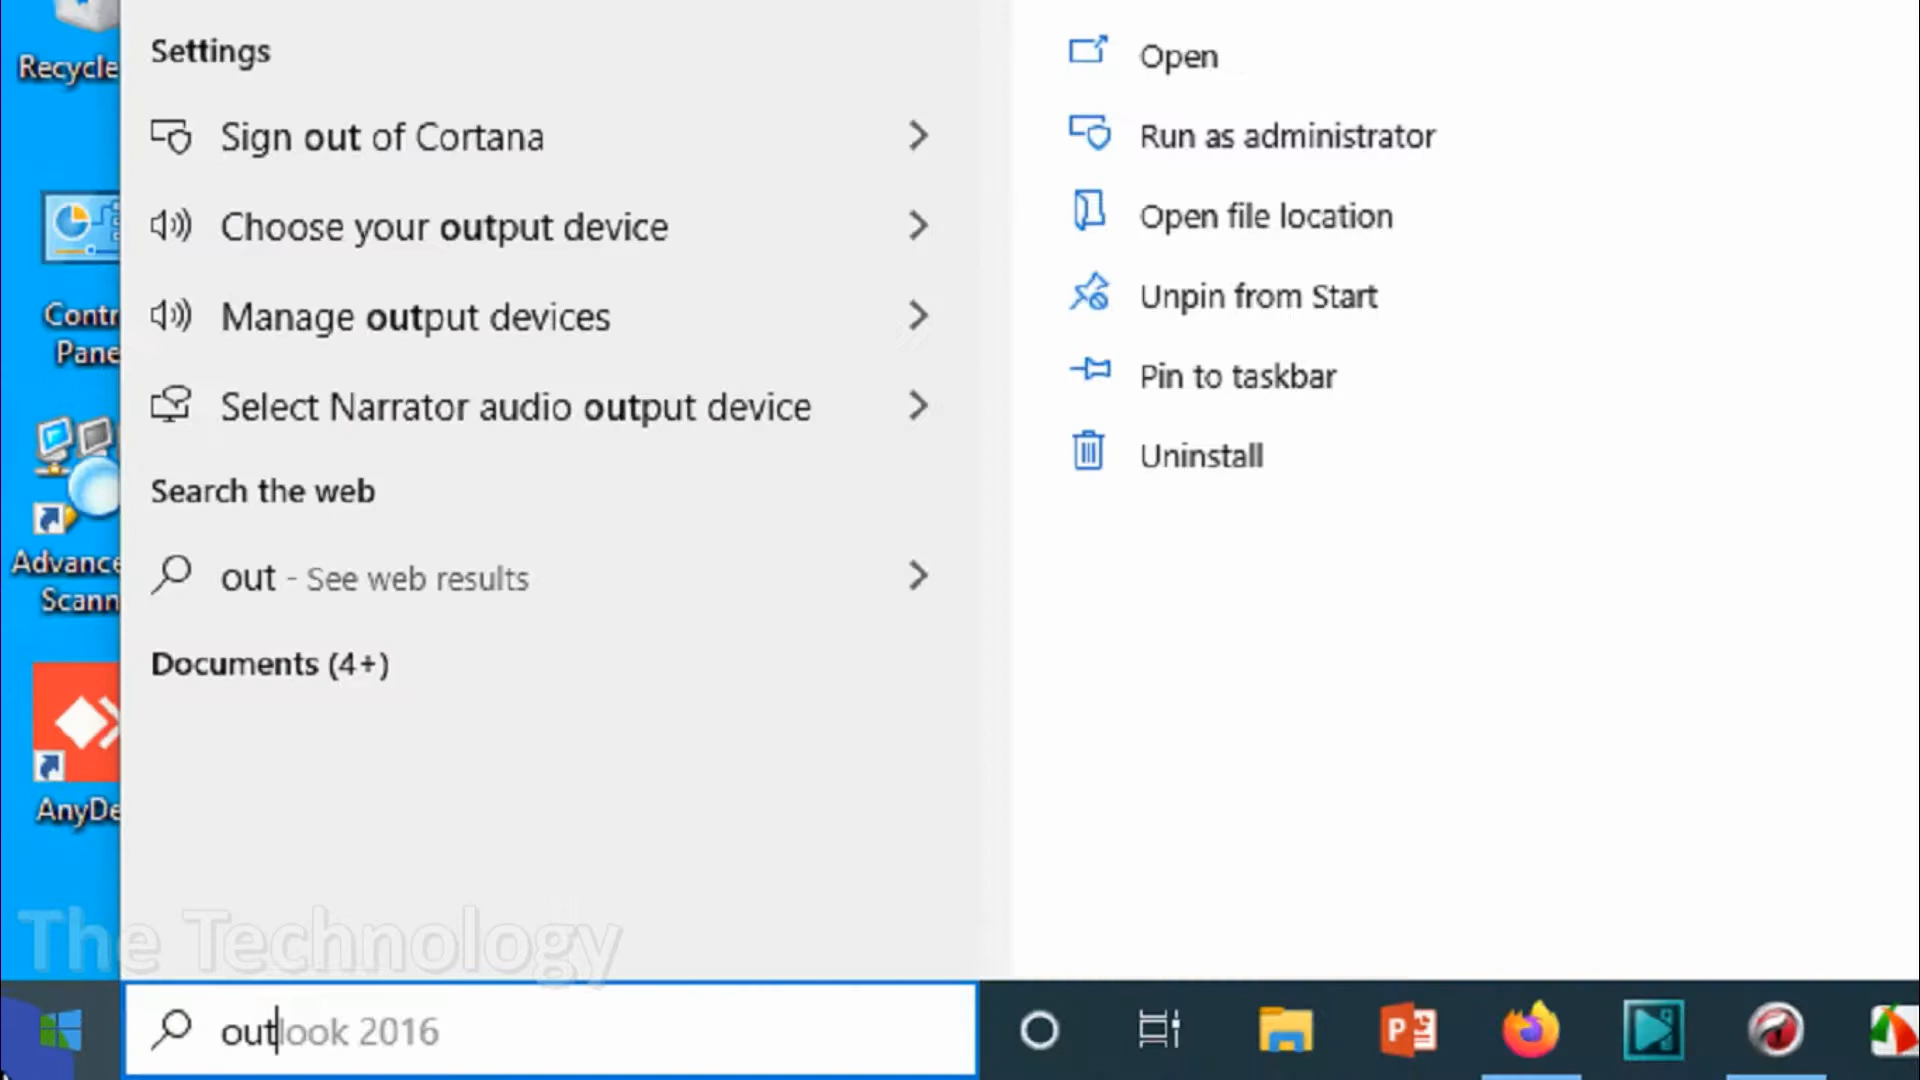 Recycle
Contr
Pane
Advance
Scann
AnyDe
Settings
Sign out of Cortana
Choose your output device
Manage output devices
Select Narrator audio output device
Search the web
out - See web results
Documents (4+)
Open
Run as administrator
Open file location
Unpin from Start
Pin to taskbar
Uninstall
The Technology
outlook 2016